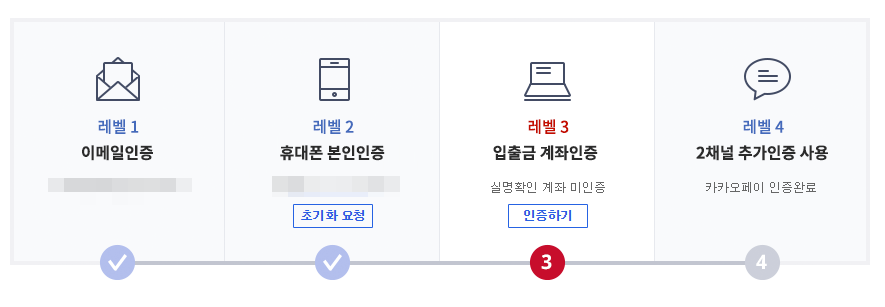 레벨 1
이메일인증
레벨 2
휴대폰 본인인증
초기화 요청
레벨 3
입출금 계좌인증
실명확인 계좌 미인증
인증하기
레벨 4
2채널 추가인증 사용
카카오페이 인증완료
3
4